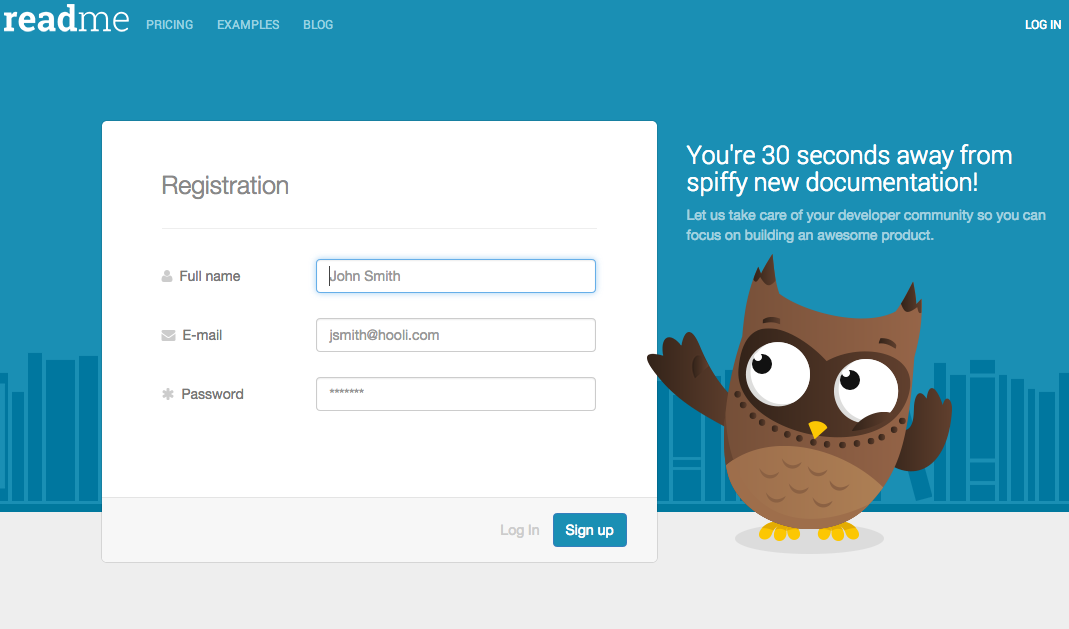 readme PRICING EXAMPLES BLOG LOG IN
You're 30 seconds away from
spiffy new documentation!
Let us take care of your developer community so you can
focus on building an awesome product.
Registration
Full name John Smith
E-mail jsmith@hooli.com
Password *******
Log In Sign up